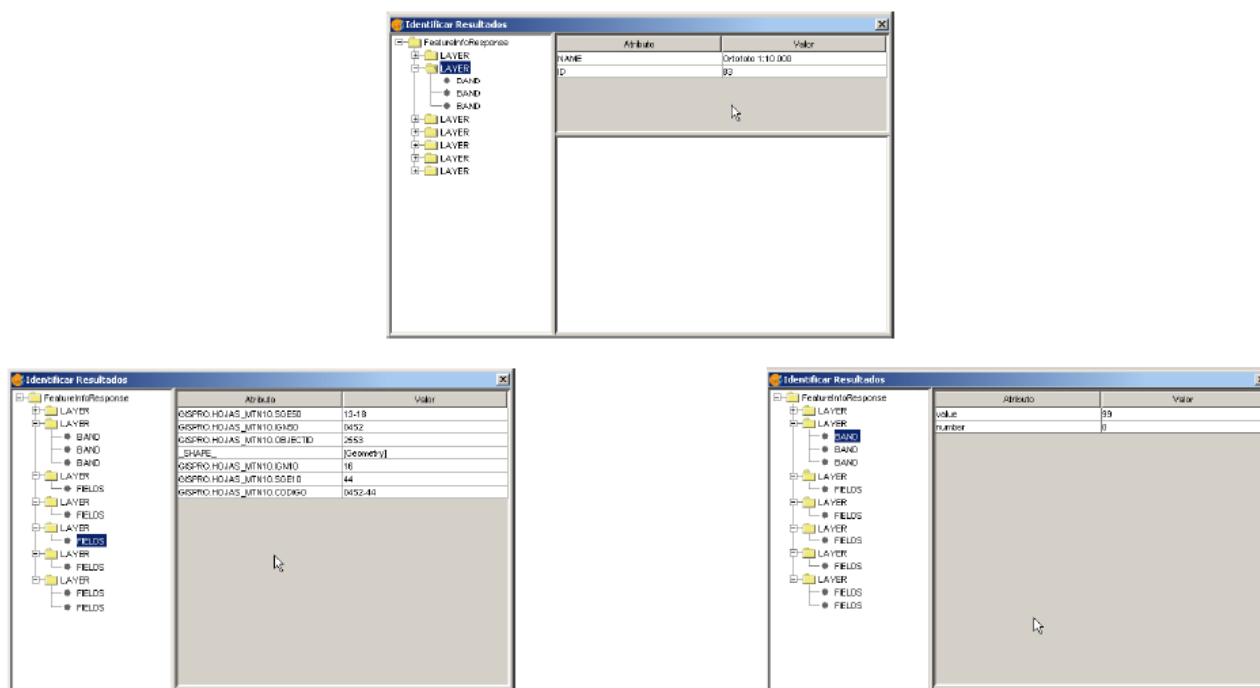 Identificar Resultados
FeatureInfoResponse
LAYER
LAYER
BAND
BAND
BAND
LAYER
LAYER
LAYER
LAYER
LAYER
Atributo Valor
NAME Ortofoto 1:10.000
ID 83
Identificar Resultados
FeatureInfoResponse
LAYER
LAYER
BAND
BAND
BAND
LAYER
FIELDS
LAYER
FIELDS
LAYER
FIELDS
LAYER
FIELDS
LAYER
FIELDS
FIELDS
Atributo Valor
GISPRO.HOJAS_MTN10.SGE50 13-18
GISPRO.HOJAS_MTN10.IGN50 0452
GISPRO.HOJAS_MTN10.OBJECTID 2553
_SHAPE_ [Geometry]
GISPRO.HOJAS_MTN10.IGN10 16
GISPRO.HOJAS_MTN10.SGE10 44
GISPRO.HOJAS_MTN10.CODIGO 0452-44
Identificar Resultados
FeatureInfoResponse
LAYER
LAYER
BAND
BAND
BAND
LAYER
FIELDS
LAYER
FIELDS
LAYER
FIELDS
LAYER
FIELDS
LAYER
FIELDS
FIELDS
Atributo Valor
value 99
number 0